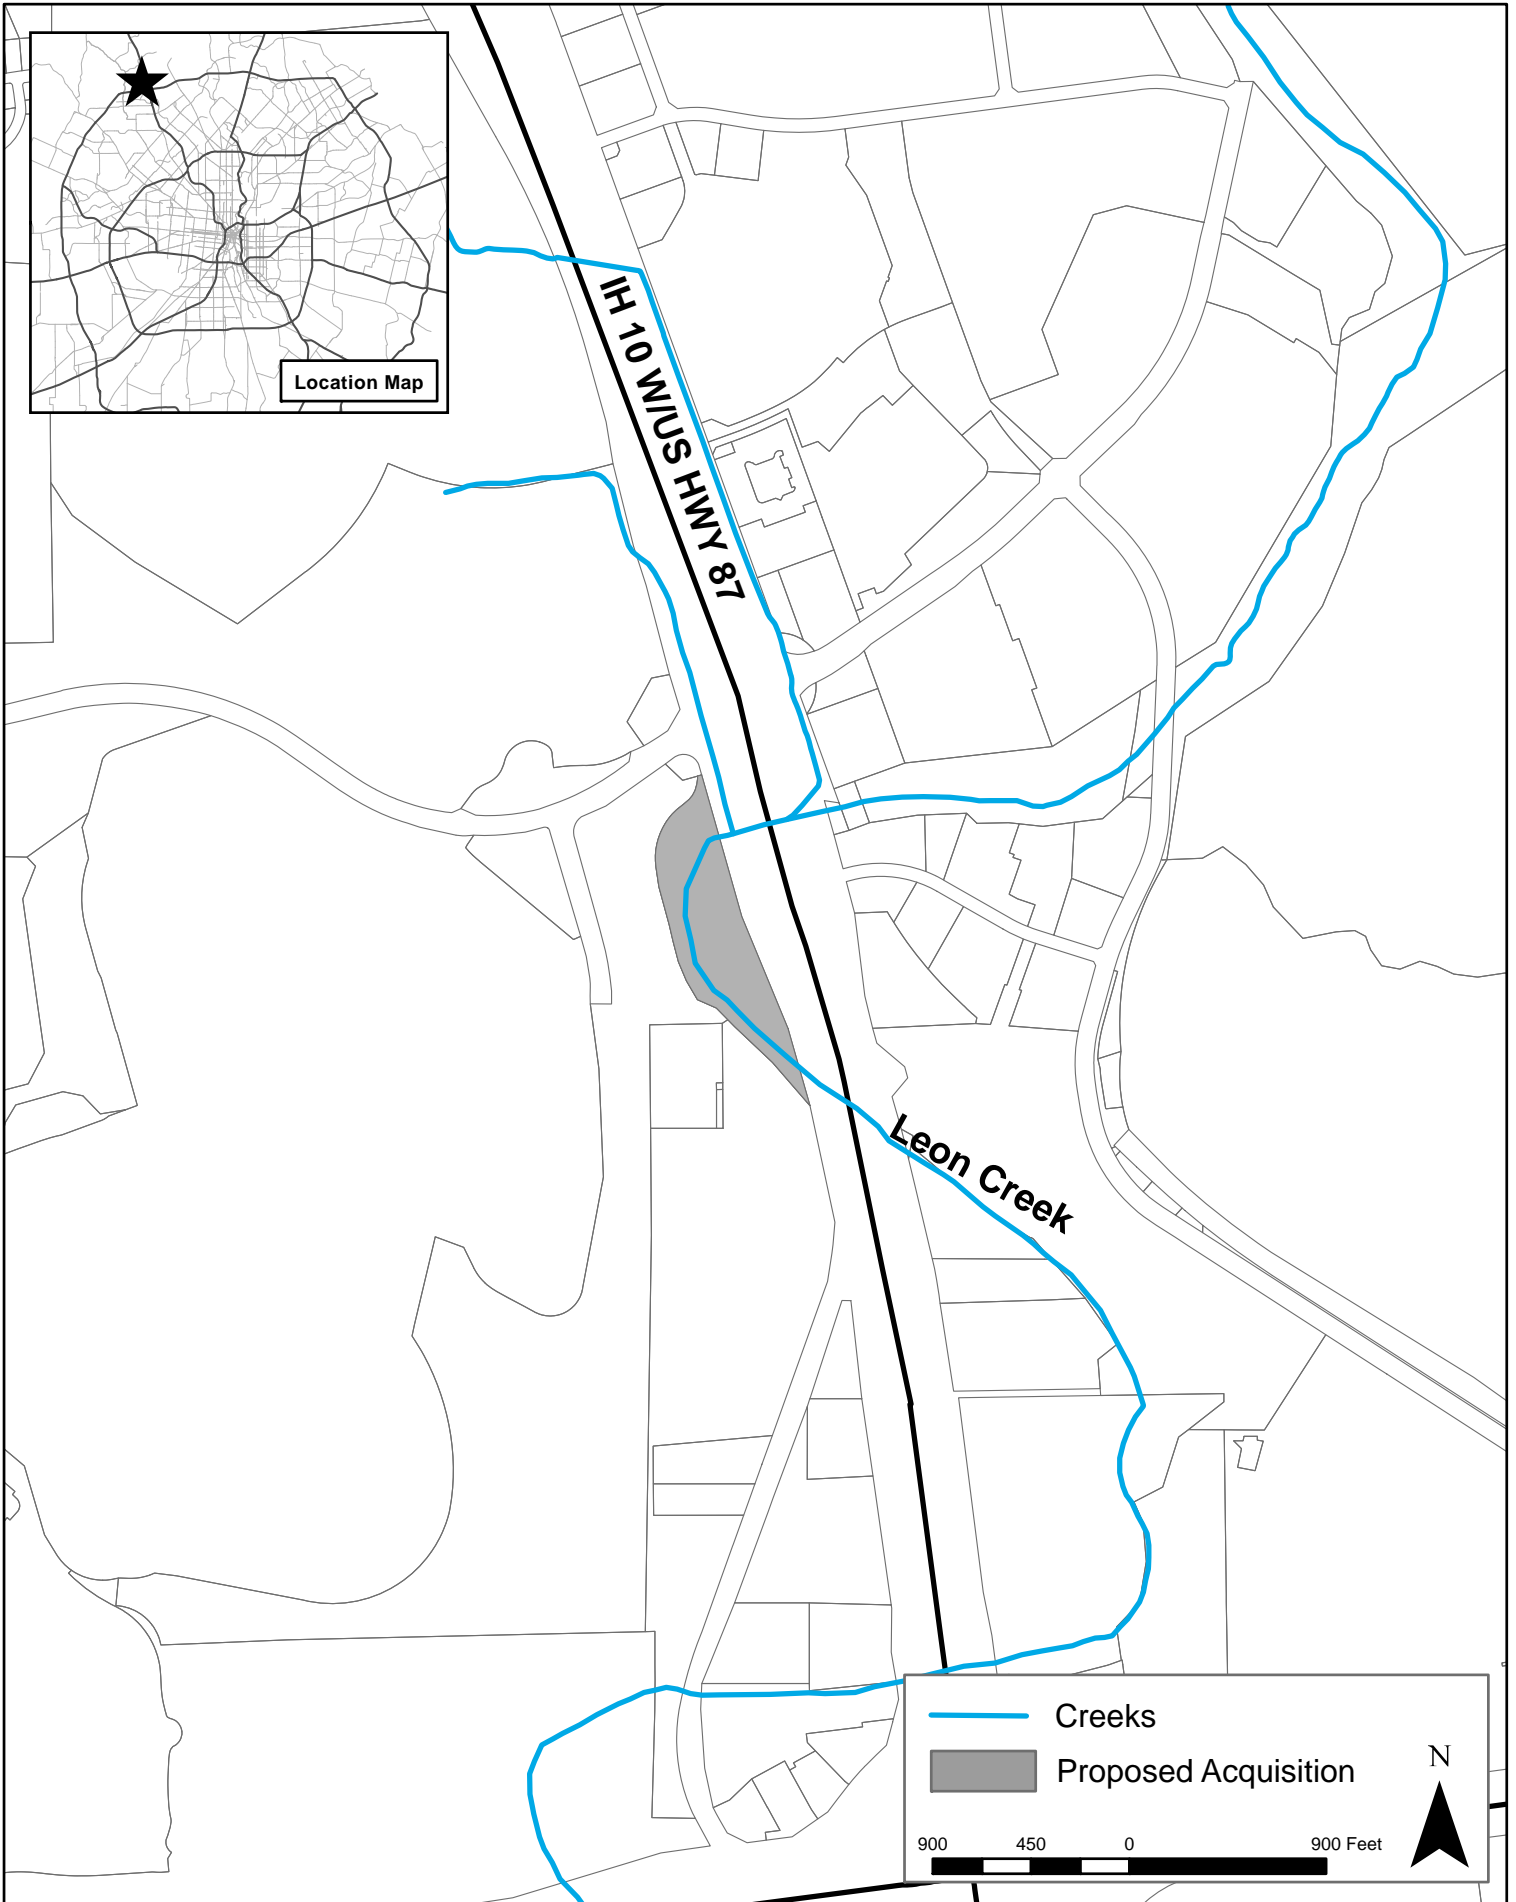 Location Map
IH 10 W/US HWY 87
Leon Creek
Creeks
Proposed Acquisition
N
900 450 0 900 Feet